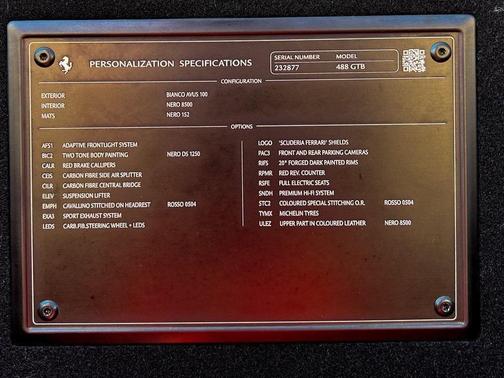 PERSONALIZATION SPECIFICATIONS
SERIAL NUMBER MODEL
232877 488 GTB
CONFIGURATION
EXTERIOR BIANCO AVUS 100
INTERIOR NERO 8500
MATS NERO 152
OPTIONS
AFS1 ADAPTIVE FRONTLIGHT SYSTEM
BIC2 TWO TONE BODY PAINTING NERO DS 1250
CALR RED BRAKE CALLIPERS
CEIS CARBON FIBRE SIDE AIR SPLITTER
CILR CARBON FIBRE CENTRAL BRIDGE
ELEV SUSPENSION LIFTER
EMPH CAVALLINO STITCHED ON HEADREST ROSSO 0504
EXA3 SPORT EXHAUST SYSTEM
LEDS CARB.FIB.STEERING WHEEL + LEDS
LOGO "SCUDERIA FERRARI" SHIELDS
PAC3 FRONT AND REAR PARKING CAMERAS
RIFS 20" FORGED DARK PAINTED RIMS
RPMR RED REV. COUNTER
RSFE FULL ELECTRIC SEATS
SNDH PREMIUM HI-FI SYSTEM
STC2 COLOURED SPECIAL STITCHING O.R. ROSSO 0504
TYMX MICHELIN TYRES
ULEZ UPPER PART IN COLOURED LEATHER NERO 8500